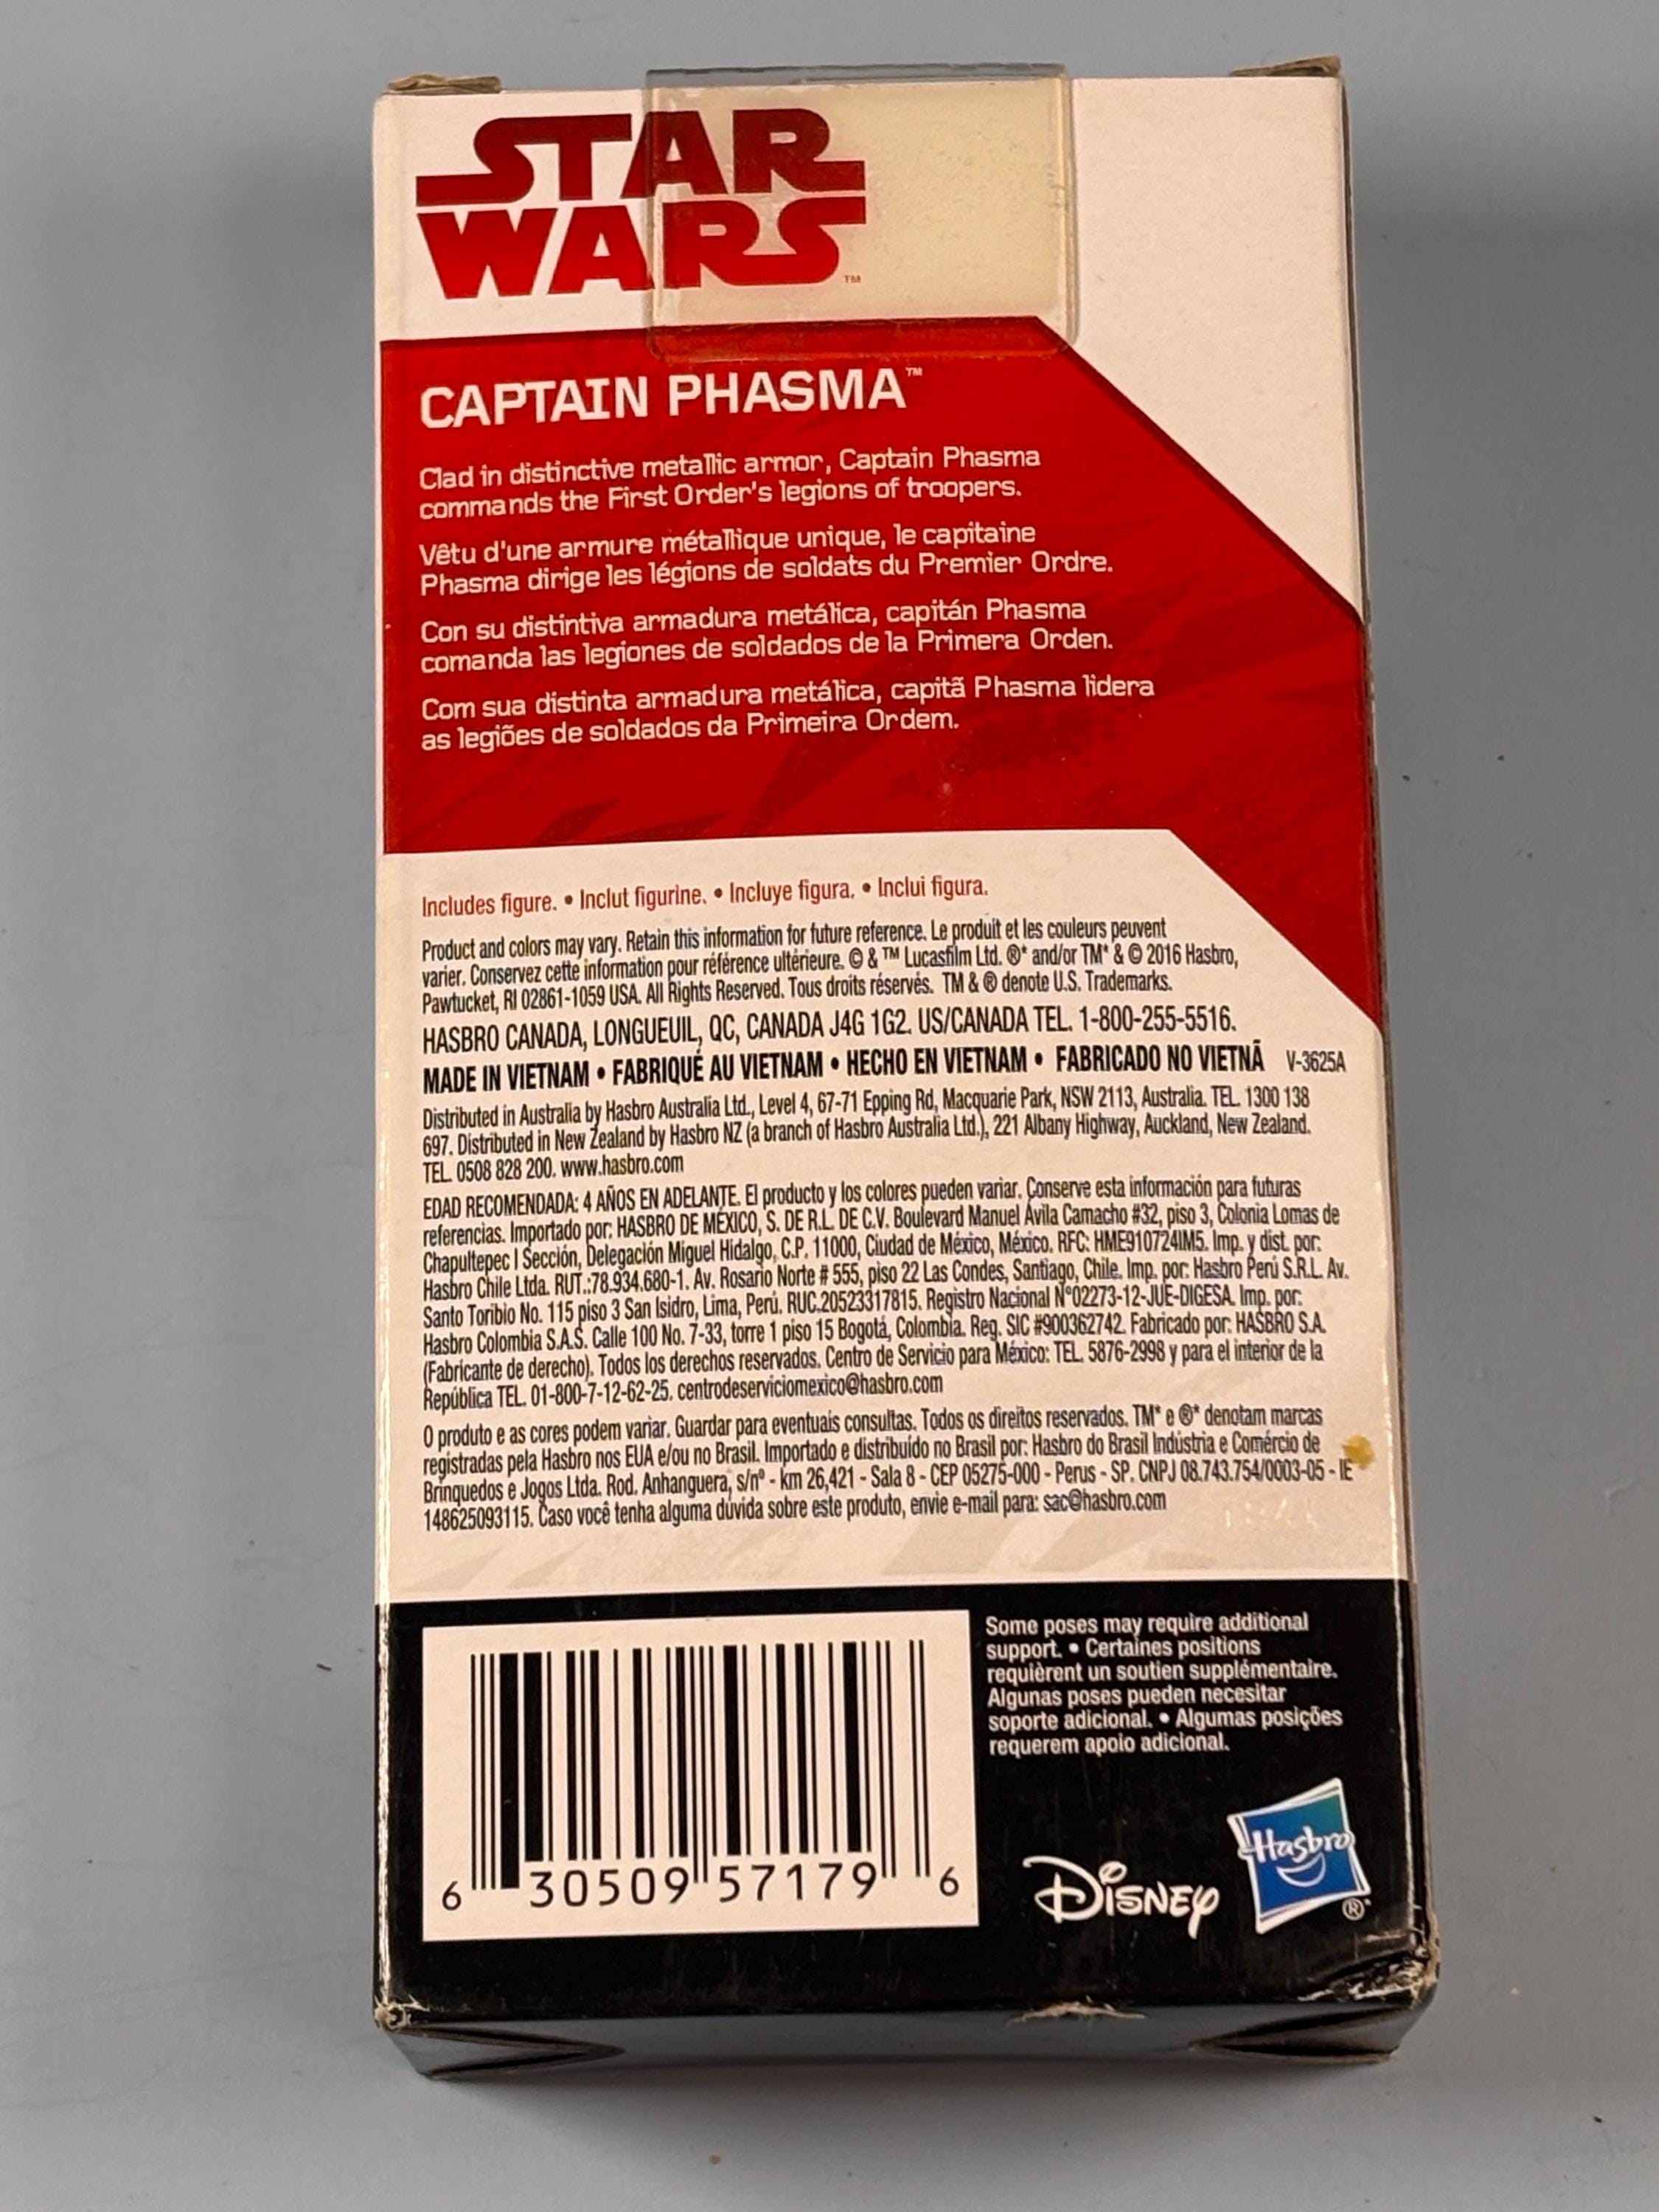 STAR
WARS™
CAPTAIN PHASMA™
Clad in distinctive metallic armor, Captain Phasma
commands the First Order's legions of troopers.
Vêtu d'une armure métallique unique, le capitaine
Phasma dirige les légions de soldats du Premier Ordre.
Con su distintiva armadura metálica, capitán Phasma
comanda las legiones de soldados de la Primera Orden.
Com sua distinta armadura metálica, capitã Phasma lidera
as legiões de soldados da Primeira Ordem.
Includes figure. • Inclut figurine. • Incluye figura. • Inclui figura.
Product and colors may vary. Retain this information for future reference. Le produit et les couleurs peuvent
varier. Conservez cette information pour référence ultérieure. © & ™ Lucasfilm Ltd. ®* and/or TM* & © 2016 Hasbro,
Pawtucket, RI 02861-1059 USA. All Rights Reserved. Tous droits réservés. TM & ® denote U.S. Trademarks.
HASBRO CANADA, LONGUEUIL, QC, CANADA J4G 1G2. US/CANADA TEL. 1-800-255-5516.
MADE IN VIETNAM • FABRIQUÉ AU VIETNAM • HECHO EN VIETNAM • FABRICADO NO VIETNÃ V-3625A
Distributed in Australia by Hasbro Australia Ltd., Level 4, 67-71 Epping Rd, Macquarie Park, NSW 2113, Australia. TEL. 1300 138
697. Distributed in New Zealand by Hasbro NZ (a branch of Hasbro Australia Ltd.), 221 Albany Highway, Auckland, New Zealand.
TEL. 0508 828 200. www.hasbro.com
EDAD RECOMENDADA: 4 AÑOS EN ADELANTE. El producto y los colores pueden variar. Conserve esta información para futuras
referencias. Importado por: HASBRO DE MÉXICO, S. DE R.L. DE C.V. Boulevard Manuel Ávila Camacho #32, piso 3, Colonia Lomas de
Chapultepec I Sección, Delegación Miguel Hidalgo, C.P. 11000, Ciudad de México, México. RFC: HME910724IM5. Imp. y dist. por:
Hasbro Chile Ltda. RUT.:78.934.680-1. Av. Rosario Norte # 555, piso 22 Las Condes, Santiago, Chile. Imp. por: Hasbro Perú S.R.L. Av.
Santo Toribio No. 115 piso 3 San Isidro, Lima, Perú. RUC.20523317815. Registro Nacional N°02273-12-JUE-DIGESA. Imp. por:
Hasbro Colombia S.A.S. Calle 100 No. 7-33, torre 1 piso 15 Bogotá, Colombia. Reg. SIC #900362742. Fabricado por: HASBRO S.A.
(Fabricante de derecho). Todos los derechos reservados. Centro de Servicio para México: TEL. 5876-2998 y para el interior de la
República TEL. 01-800-7-12-62-25. centrodeserviciomexico@hasbro.com
O produto e as cores podem variar. Guardar para eventuais consultas. Todos os direitos reservados. TM* e ®* denotam marcas
registradas pela Hasbro nos EUA e/ou no Brasil. Importado e distribuído no Brasil por: Hasbro do Brasil Indústria e Comércio de
Brinquedos e Jogos Ltda. Rod. Anhanguera, s/nº - km 26,421 - Sala 8 - CEP 05275-000 - Perus - SP. CNPJ 08.743.754/0003-05 - IE
148625093115. Caso você tenha alguma dúvida sobre este produto, envie e-mail para: sac@hasbro.com
Some poses may require additional
support. • Certaines positions
requièrent un soutien supplémentaire.
Algunas poses pueden necesitar
soporte adicional. • Algumas posições
requerem apoio adicional.
6 30509 57179 6
Disney
Hasbro®*